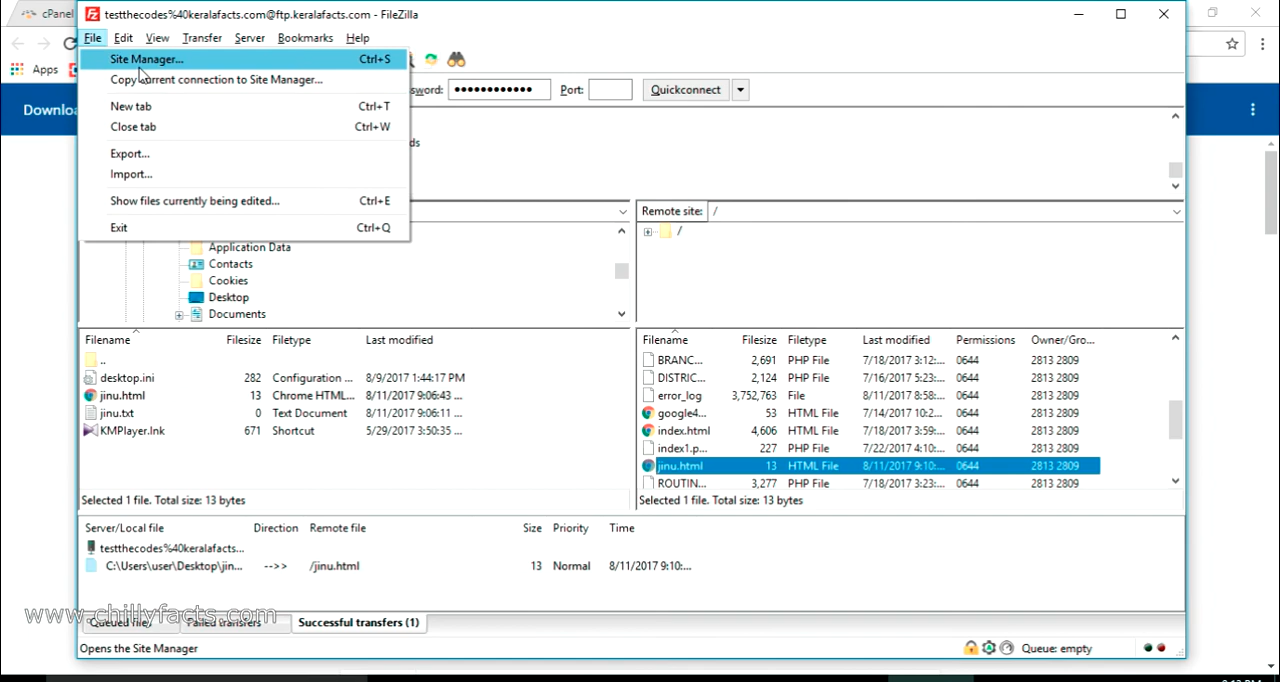 cPanel
testthecodes%40keralafacts.com@ftp.keralafacts.com - FileZilla
File Edit View Transfer Server Bookmarks Help
Apps
Site Manager... Ctrl+S
Copy current connection to Site Manager...
New tab Ctrl+T
Close tab Ctrl+W
Export...
Import...
Show files currently being edited... Ctrl+E
Exit Ctrl+Q
Port: Quickconnect
Remote site: /
/
Application Data
Contacts
Cookies
Desktop
Documents
Filename Filesize Filetype Last modified
..
desktop.ini 282 Configuration ... 8/9/2017 1:44:17 PM
jinu.html 13 Chrome HTML... 8/11/2017 9:06:43 ...
jinu.txt 0 Text Document 8/11/2017 9:06:11 ...
KMPlayer.lnk 671 Shortcut 5/29/2017 3:50:35 ...
Selected 1 file. Total size: 13 bytes
Filename Filesize Filetype Last modified Permissions Owner/Gro...
BRANC... 2,691 PHP File 7/18/2017 3:12:... 0644 2813 2809
DISTRIC... 2,124 PHP File 7/16/2017 5:23:... 0644 2813 2809
error_log 3,752,763 File 8/11/2017 8:58:... 0644 2813 2809
google4... 53 HTML File 7/14/2017 10:2... 0644 2813 2809
index.html 4,606 HTML File 7/18/2017 3:59:... 0644 2813 2809
index1.p... 227 PHP File 7/22/2017 4:10:... 0644 2813 2809
jinu.html 13 HTML File 8/11/2017 9:10:... 0644 2813 2809
ROUTIN... 3,277 PHP File 7/18/2017 3:23:... 0644 2813 2809
Selected 1 file. Total size: 13 bytes
Server/Local file Direction Remote file Size Priority Time
testthecodes%40keralafacts...
C:\Users\user\Desktop\jin... -->> /jinu.html 13 Normal 8/11/2017 9:10:...
www.chillyfacts.com
Queued files Failed transfers Successful transfers (1)
Opens the Site Manager
Queue: empty